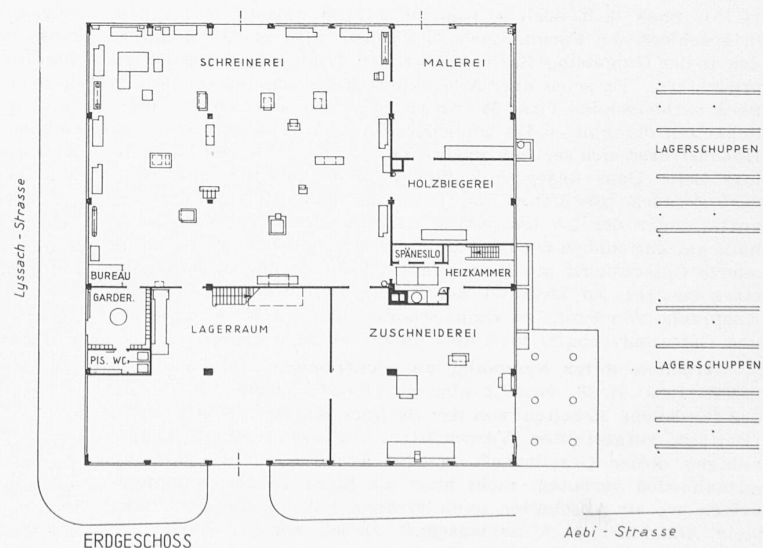 SCHREINEREI
MALEREI
LAGERSCHUPPEN
HOLZBIEGEREI
Lyssach - Strasse
SPÄNESILO
BUREAU
HEIZKAMMER
GARDER.
LAGERRAUM
ZUSCHNEIDEREI
PIS. WC
LAGERSCHUPPEN
Aebi - Strasse
ERDGESCHOSS